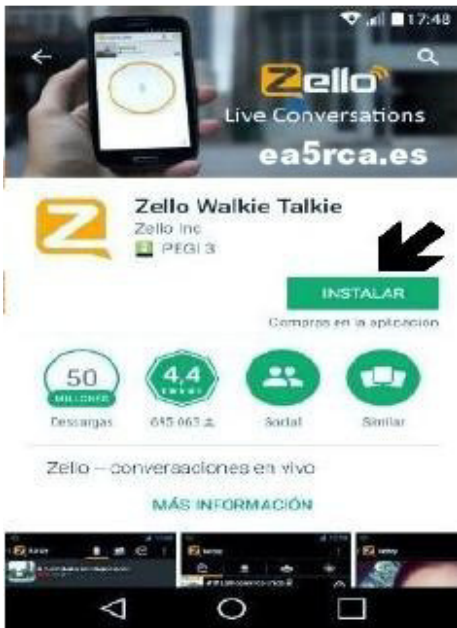 17:48
Zello
Live Conversations
ea5rca.es
Zello Walkie Talkie
Zello Inc
PEGI 3
INSTALAR
Compras en la aplicación
50
MILLONES
Descargas
4,4
Social
Similar
Zello – conversaciones en vivo
MÁS INFORMACIÓN